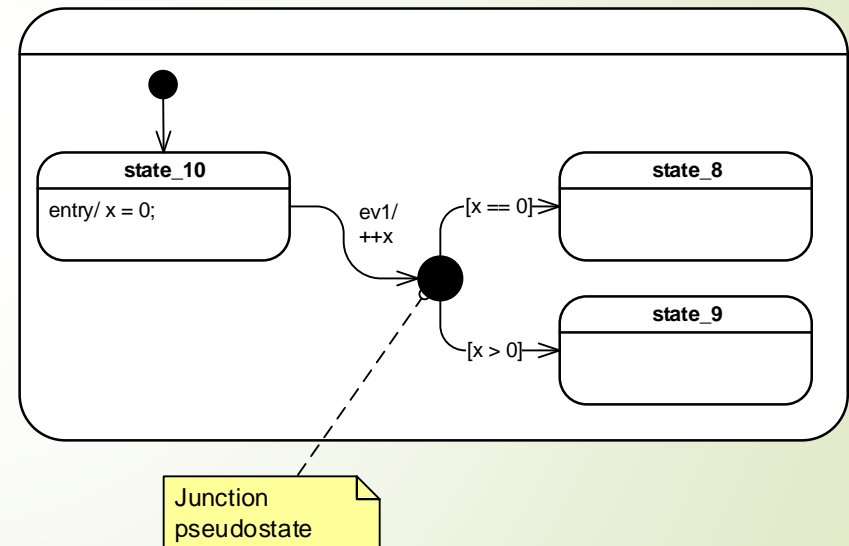 state_10
entry/ x = 0;
ev1/
++x
[x == 0]
state_8
[x > 0]
state_9
Junction
pseudostate